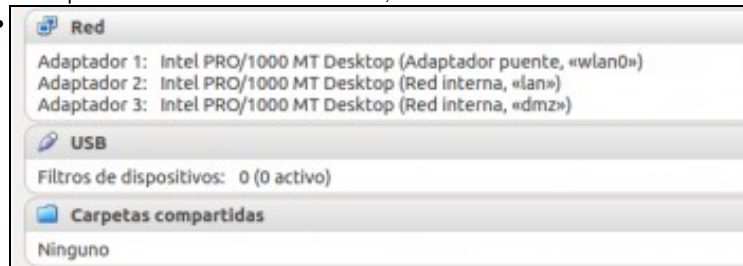 Red
Adaptador 1: Intel PRO/1000 MT Desktop (Adaptador puente, «wlan0»)
Adaptador 2: Intel PRO/1000 MT Desktop (Red interna, «lan»)
Adaptador 3: Intel PRO/1000 MT Desktop (Red interna, «dmz»)
USB
Filtros de dispositivos: 0 (0 activo)
Carpetas compartidas
Ninguno